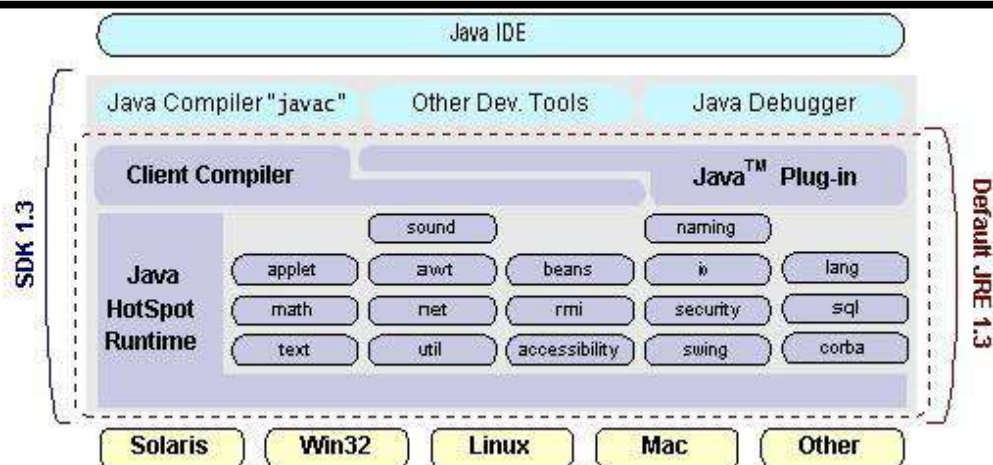 Java IDE
Java Compiler "javac" Other Dev. Tools Java Debugger
Client Compiler Java™ Plug-in
SDK 1.3
Default JRE 1.3
Java
HotSpot
Runtime
sound naming
applet awt beans io lang
math net rmi security sql
text util accessibility swing corba
Solaris Win32 Linux Mac Other